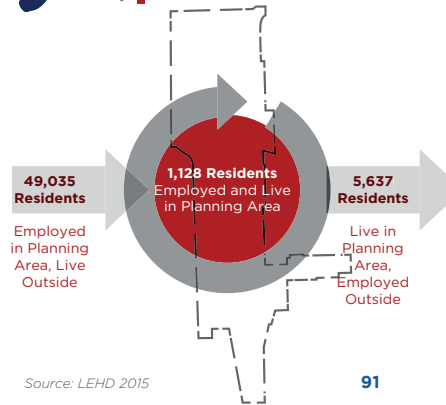 49,035
Residents
Employed
in Planning
Area, Live
Outside
1,128 Residents
Employed and Live
in Planning Area
5,637
Residents
Live in
Planning
Area,
Employed
Outside
Source: LEHD 2015
91